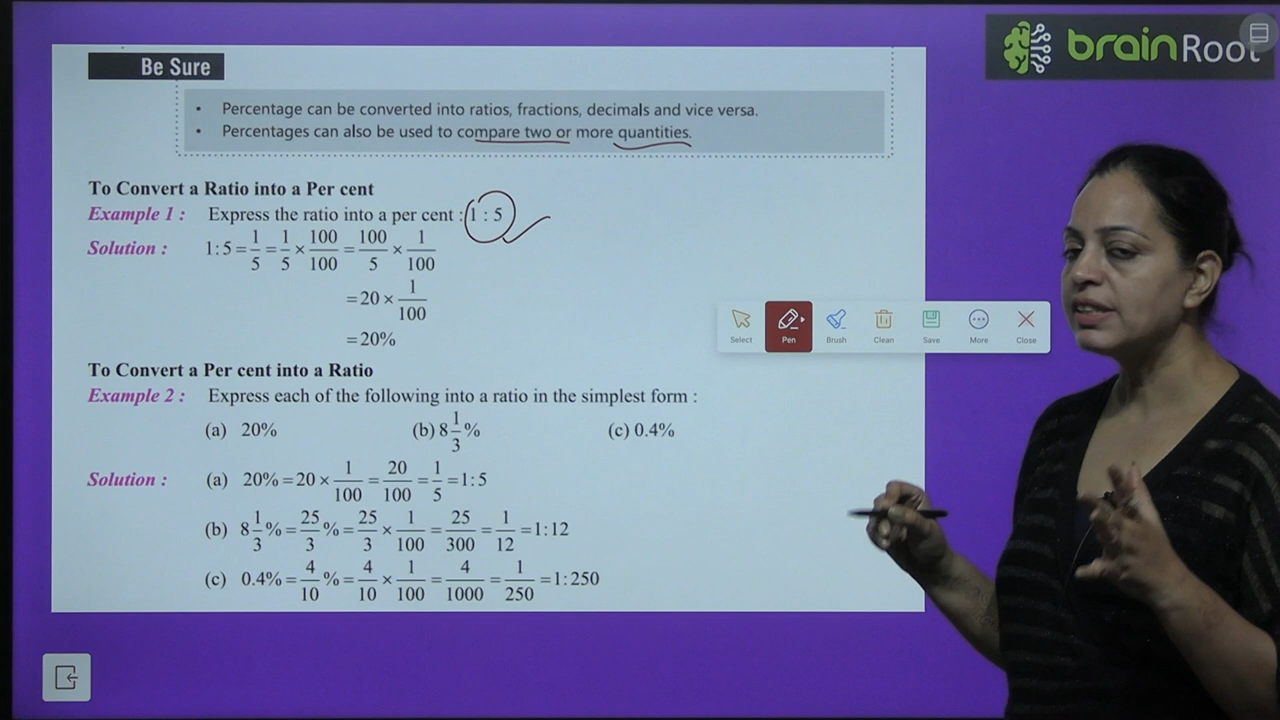 brainRoot
Be Sure
• Percentage can be converted into ratios, fractions, decimals and vice versa.
• Percentages can also be used to compare two or more quantities.
To Convert a Ratio into a Per cent
Example 1 : Express the ratio into a per cent : 1 : 5
Solution : 1:5 = 1/5 = 1/5 × 100/100 = 100/5 × 1/100
= 20 × 1/100
= 20%
To Convert a Per cent into a Ratio
Example 2 : Express each of the following into a ratio in the simplest form :
(a) 20% (b) 8 1/3 % (c) 0.4%
Solution : (a) 20% = 20 × 1/100 = 20/100 = 1/5 = 1:5
(b) 8 1/3 % = 25/3 % = 25/3 × 1/100 = 25/300 = 1/12 = 1:12
(c) 0.4% = 4/10 % = 4/10 × 1/100 = 4/1000 = 1/250 = 1:250
Select Pen Brush Clean Save More Close